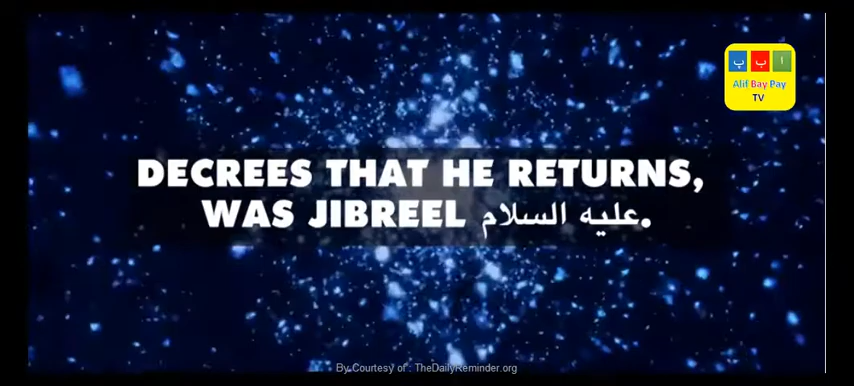 ا ب پ
Alif Bay Pay
TV
DECREES THAT HE RETURNS,
WAS JIBREEL عليه السلام.
By Courtesy of : TheDailyReminder.org